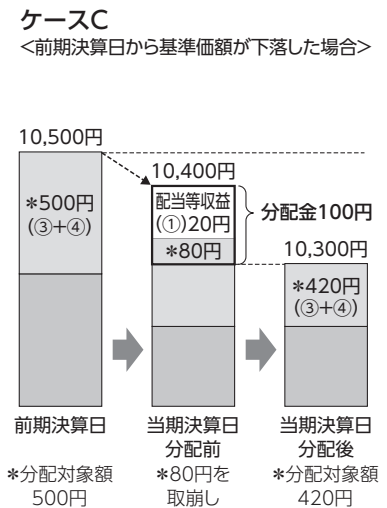 ケースC
<前期決算日から基準価額が下落した場合>
10,500円
10,400円
＊500円
(③+④)
配当等収益
(①)20円
＊80円
分配金100円
10,300円
＊420円
(③+④)
前期決算日
当期決算日
分配前
当期決算日
分配後
＊分配対象額
500円
＊80円を
取崩し
＊分配対象額
420円